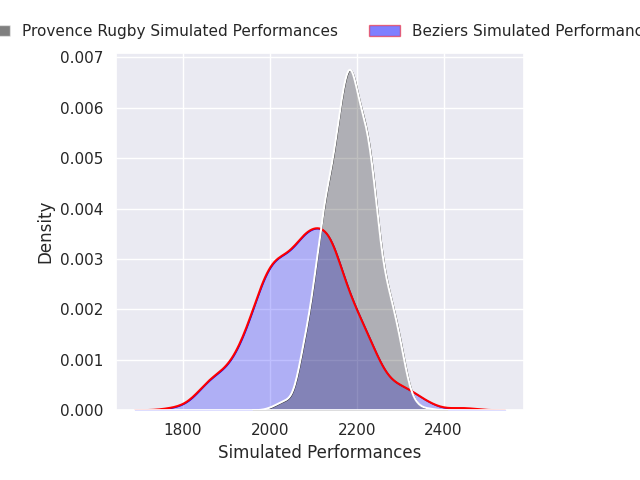 Provence Rugby Simulated Performances
Beziers Simulated
0.007
0.006
0.005
0.004
0.003
0.002
0.001
0.000
Density
1800 2000 2200 2400
Simulated Performances